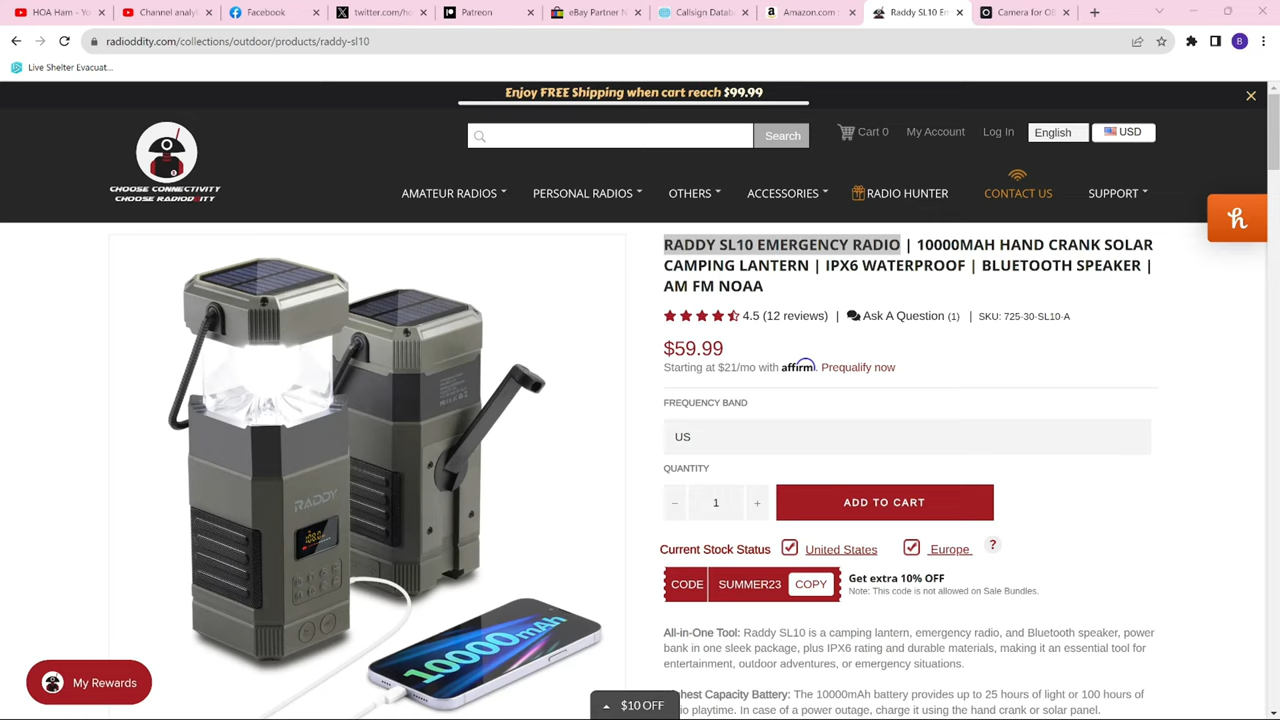 HOA Ham - Yo
Channel analy
Facebook
twitter.com/ho
Patreon
eBay Partner N
Callsign Datab
Amazon.com :
Raddy SL10 Em
Camera for OB
radioddity.com/collections/outdoor/products/raddy-sl10
B
Live Shelter Evacuat...
Enjoy FREE Shipping when cart reach $99.99
Search
Cart 0
My Account
Log In
English
USD
CHOOSE CONNECTIVITY
CHOOSE RADIODDITY
AMATEUR RADIOS
PERSONAL RADIOS
OTHERS
ACCESSORIES
RADIO HUNTER
CONTACT US
SUPPORT
RADDY SL10 EMERGENCY RADIO | 10000MAH HAND CRANK SOLAR
CAMPING LANTERN | IPX6 WATERPROOF | BLUETOOTH SPEAKER |
AM FM NOAA
4.5 (12 reviews) | Ask A Question (1) | SKU: 725-30-SL10-A
$59.99
Starting at $21/mo with affirm. Prequalify now
FREQUENCY BAND
US
QUANTITY
− 1 +
ADD TO CART
Current Stock Status United States Europe ?
CODE SUMMER23 COPY
Get extra 10% OFF
Note: This code is not allowed on Sale Bundles.
All-in-One Tool: Raddy SL10 is a camping lantern, emergency radio, and Bluetooth speaker, power
bank in one sleek package, plus IPX6 rating and durable materials, making it an essential tool for
entertainment, outdoor adventures, or emergency situations.
Battery: The 10000mAh battery provides up to 25 hours of light or 100 hours of
playtime. In case of a power outage, charge it using the hand crank or solar panel.
RADDY
108.0
10000mAh
My Rewards
$10 OFF